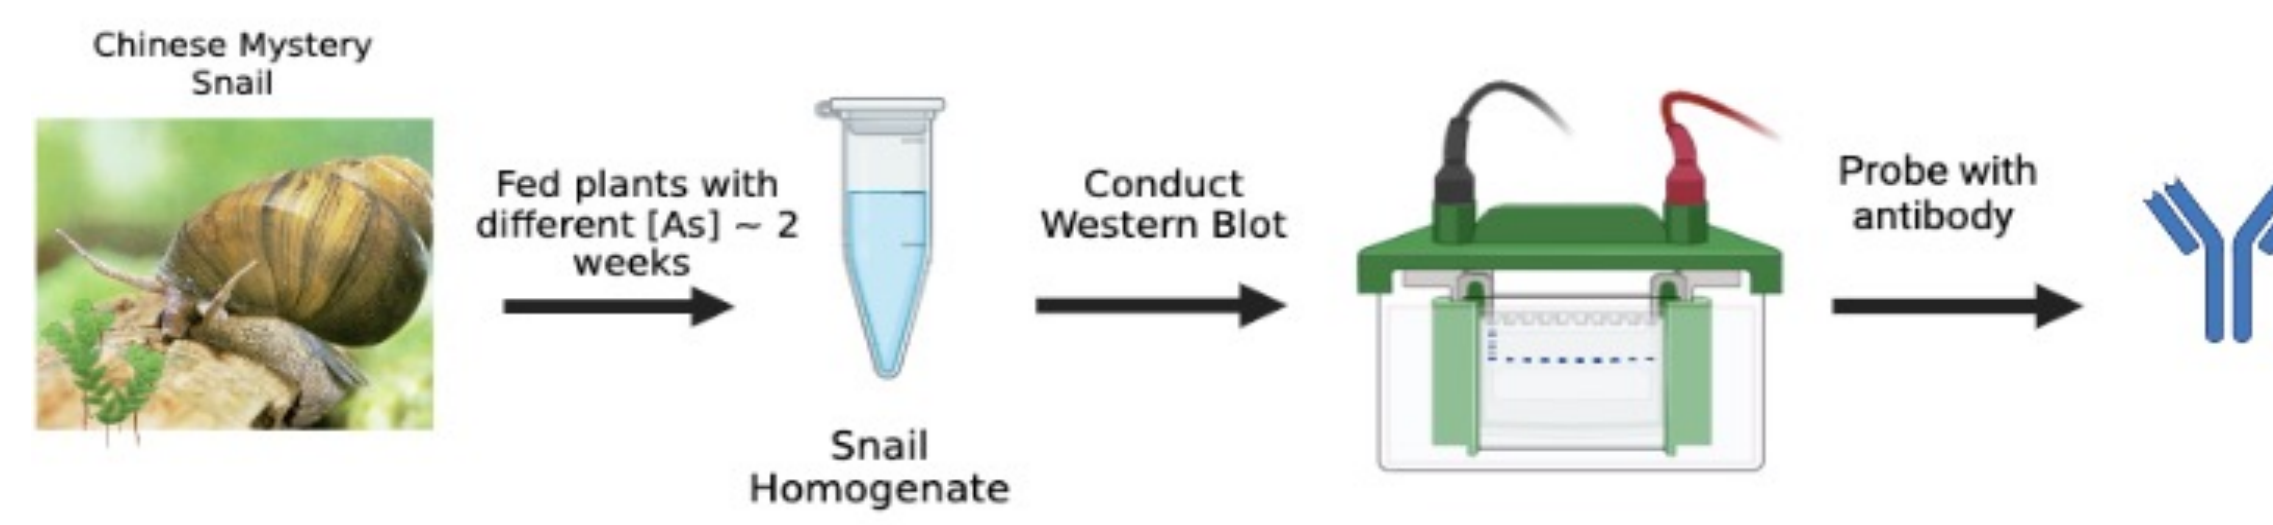 Chinese Mystery
Snail
Fed plants with
different [As] ~ 2
weeks
Snail
Homogenate
Conduct
Western Blot
Probe with
antibody